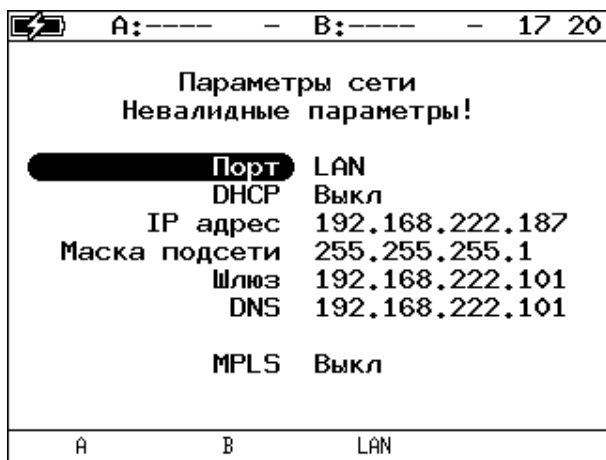 A:---- - B:---- - 17 20
Параметры сети
Невалидные параметры!
Порт LAN
DHCP Выкл
IP адрес 192.168.222.187
Маска подсети 255.255.255.1
Шлюз 192.168.222.101
DNS 192.168.222.101
MPLS Выкл
A B LAN